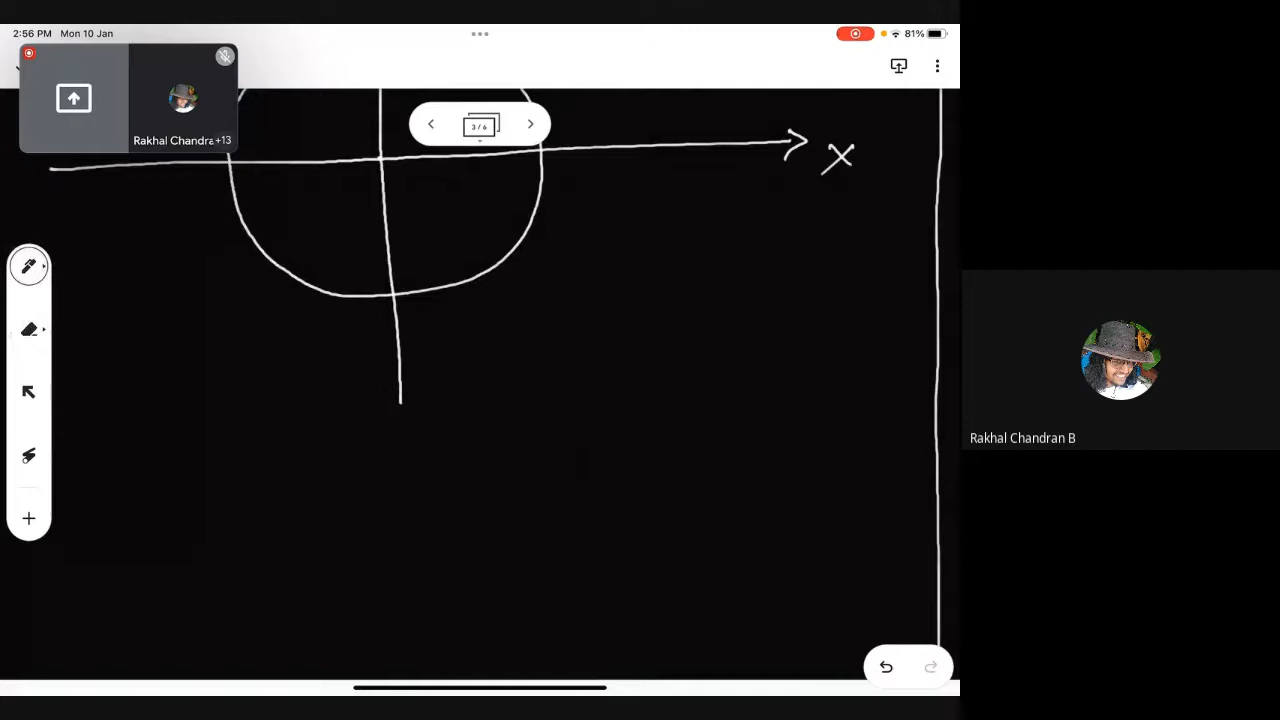 2:56 PM Mon 10 Jan
81%
Rakhal Chandra +13
3 / 6
X
Rakhal Chandran B